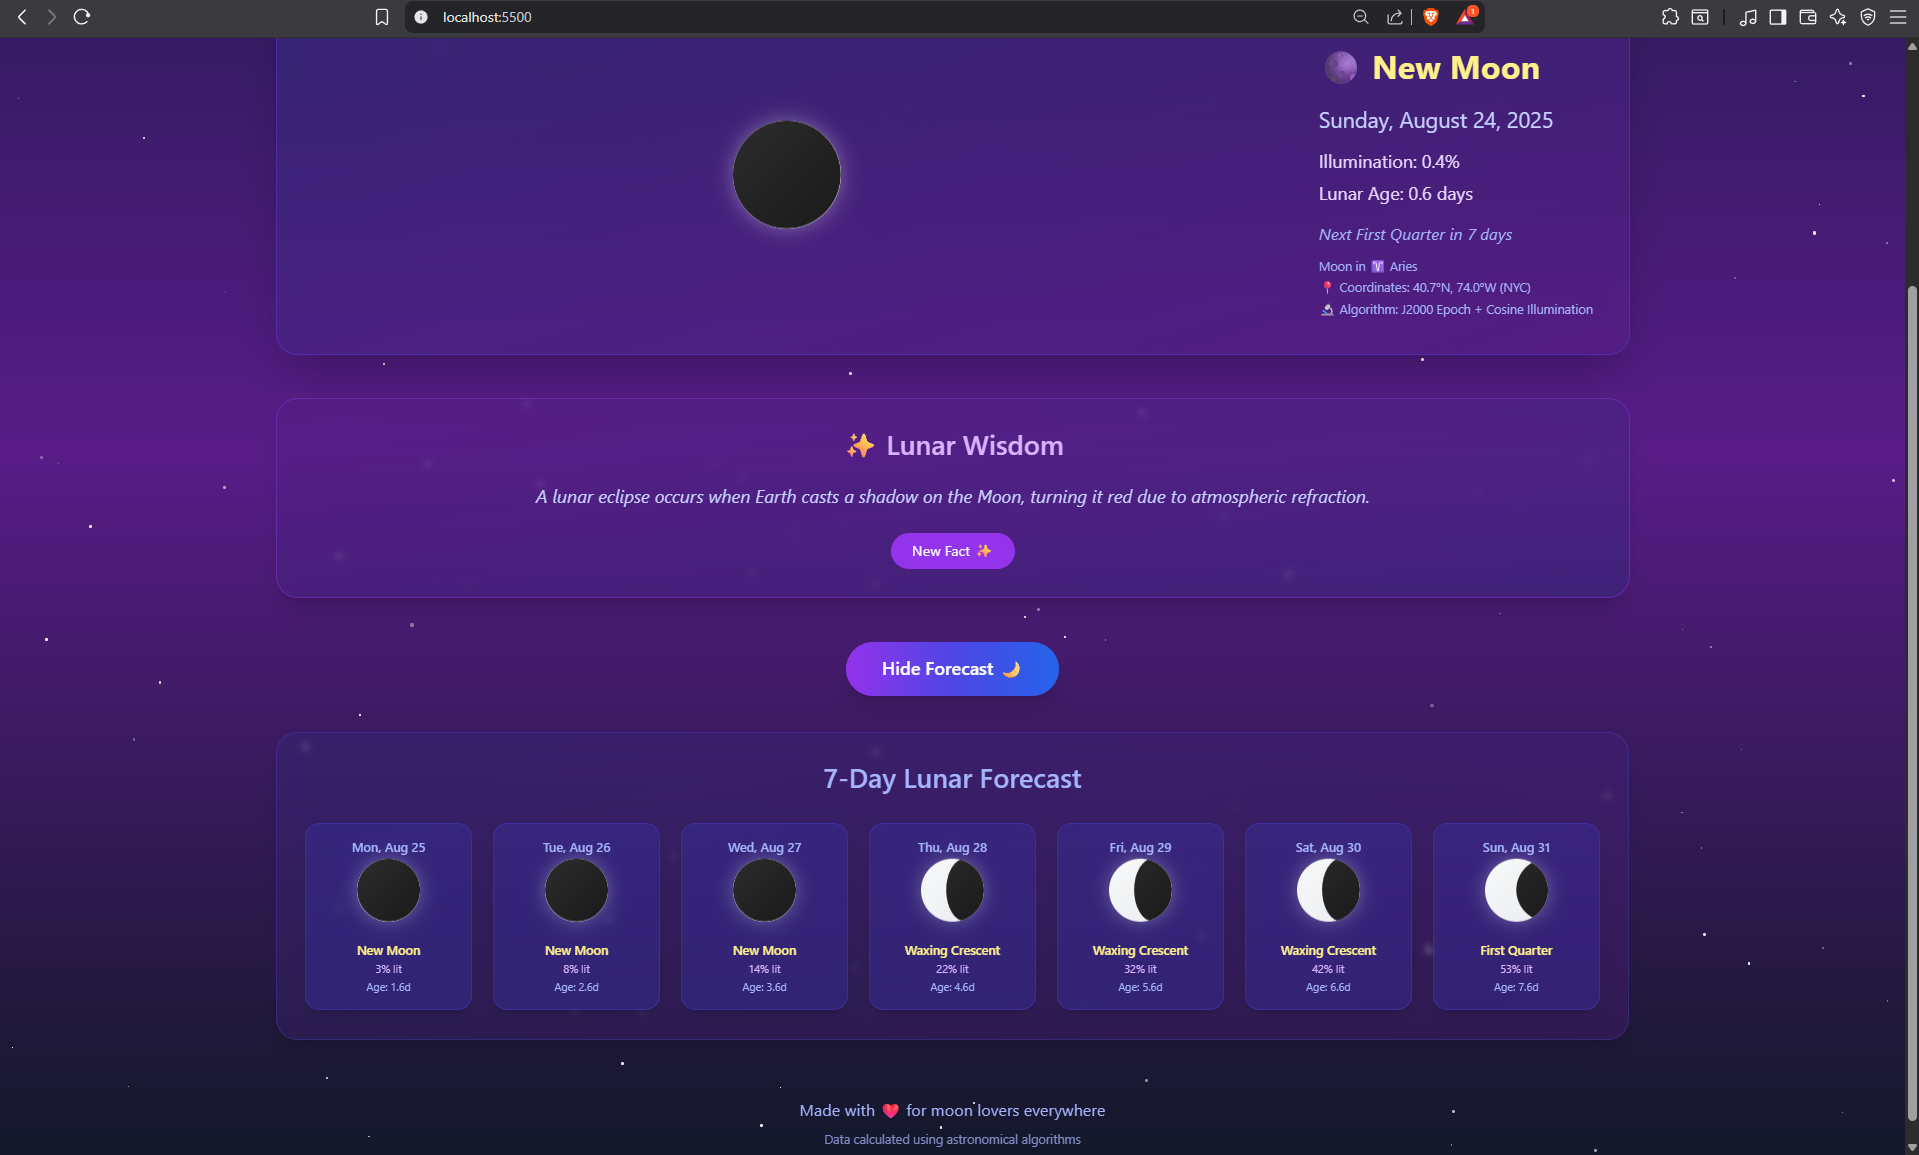 localhost:5500
1
New Moon
Sunday, August 24, 2025
Illumination: 0.4%
Lunar Age: 0.6 days
Next First Quarter in 7 days
Moon in ♈ Aries
📍 Coordinates: 40.7°N, 74.0°W (NYC)
🔬 Algorithm: J2000 Epoch + Cosine Illumination
✨ Lunar Wisdom
A lunar eclipse occurs when Earth casts a shadow on the Moon, turning it red due to atmospheric refraction.
New Fact ✨
Hide Forecast 🌙
7-Day Lunar Forecast
Mon, Aug 25
New Moon
3% lit
Age: 1.6d
Tue, Aug 26
New Moon
8% lit
Age: 2.6d
Wed, Aug 27
New Moon
14% lit
Age: 3.6d
Thu, Aug 28
Waxing Crescent
22% lit
Age: 4.6d
Fri, Aug 29
Waxing Crescent
32% lit
Age: 5.6d
Sat, Aug 30
Waxing Crescent
42% lit
Age: 6.6d
Sun, Aug 31
First Quarter
53% lit
Age: 7.6d
Made with ❤️ for moon lovers everywhere
Data calculated using astronomical algorithms